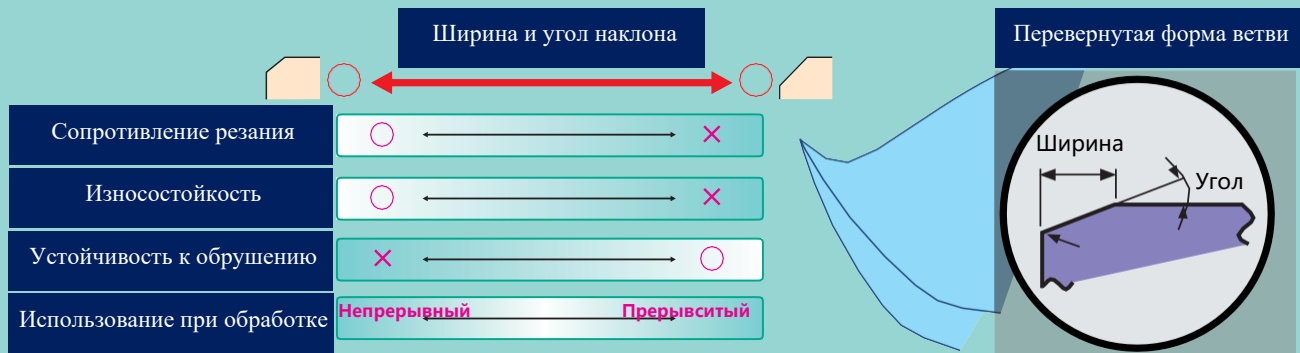 Ширина и угол наклона
Перевернутая форма ветви
Сопротивление резания
Износостойкость
Устойчивость к обрушению
Использование при обработке
Непрерывный
Прерывситый
Ширина
Угол